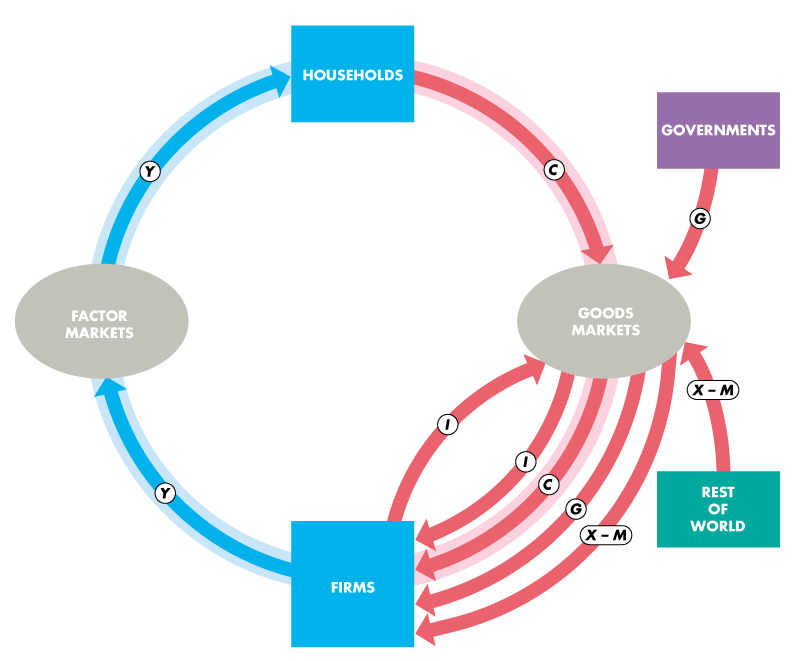 HOUSEHOLDS
GOVERNMENTS
Y
C
G
FACTOR
MARKETS
GOODS
MARKETS
X – M
I
I
C
Y
G
X – M
REST
OF
WORLD
FIRMS